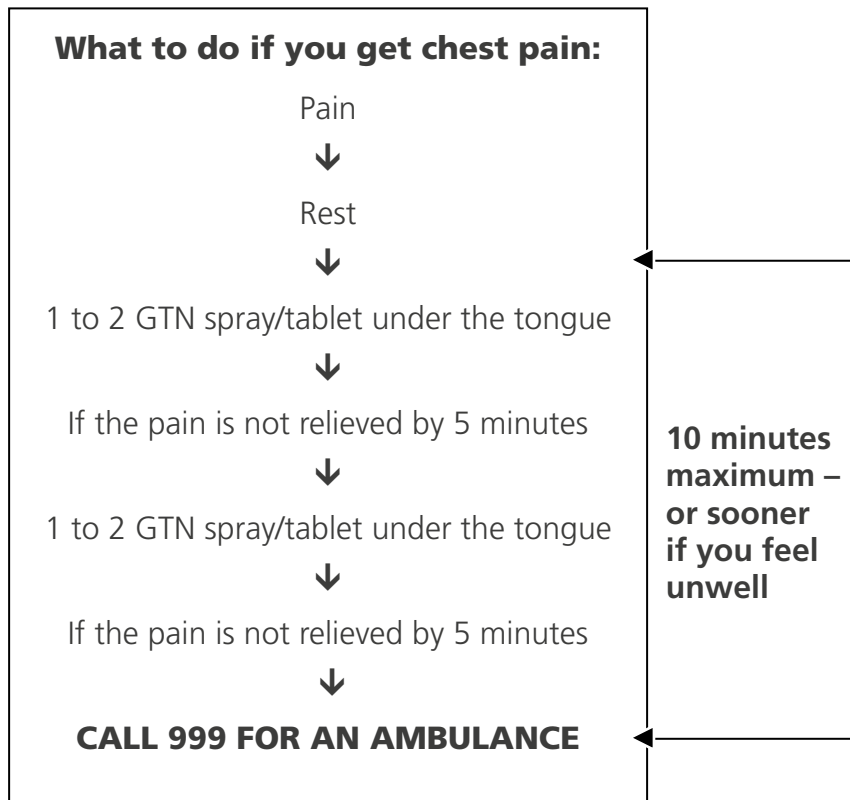 What to do if you get chest pain:
Pain
Rest
1 to 2 GTN spray/tablet under the tongue
If the pain is not relieved by 5 minutes
1 to 2 GTN spray/tablet under the tongue
If the pain is not relieved by 5 minutes
CALL 999 FOR AN AMBULANCE
10 minutes
maximum –
or sooner
if you feel
unwell